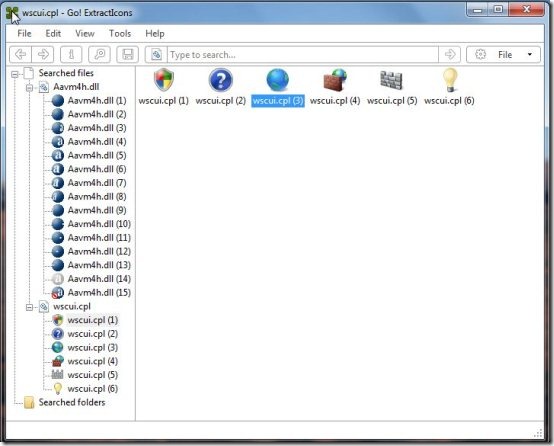 wscui.cpl - Go! ExtractIcons
File Edit View Tools Help
Type to search... File
Searched files
Aavm4h.dll
Aavm4h.dll (1)
Aavm4h.dll (2)
Aavm4h.dll (3)
Aavm4h.dll (4)
Aavm4h.dll (5)
Aavm4h.dll (6)
Aavm4h.dll (7)
Aavm4h.dll (8)
Aavm4h.dll (9)
Aavm4h.dll (10)
Aavm4h.dll (11)
Aavm4h.dll (12)
Aavm4h.dll (13)
Aavm4h.dll (14)
Aavm4h.dll (15)
wscui.cpl
wscui.cpl (1)
wscui.cpl (2)
wscui.cpl (3)
wscui.cpl (4)
wscui.cpl (5)
wscui.cpl (6)
Searched folders
wscui.cpl (1) wscui.cpl (2) wscui.cpl (3) wscui.cpl (4) wscui.cpl (5) wscui.cpl (6)